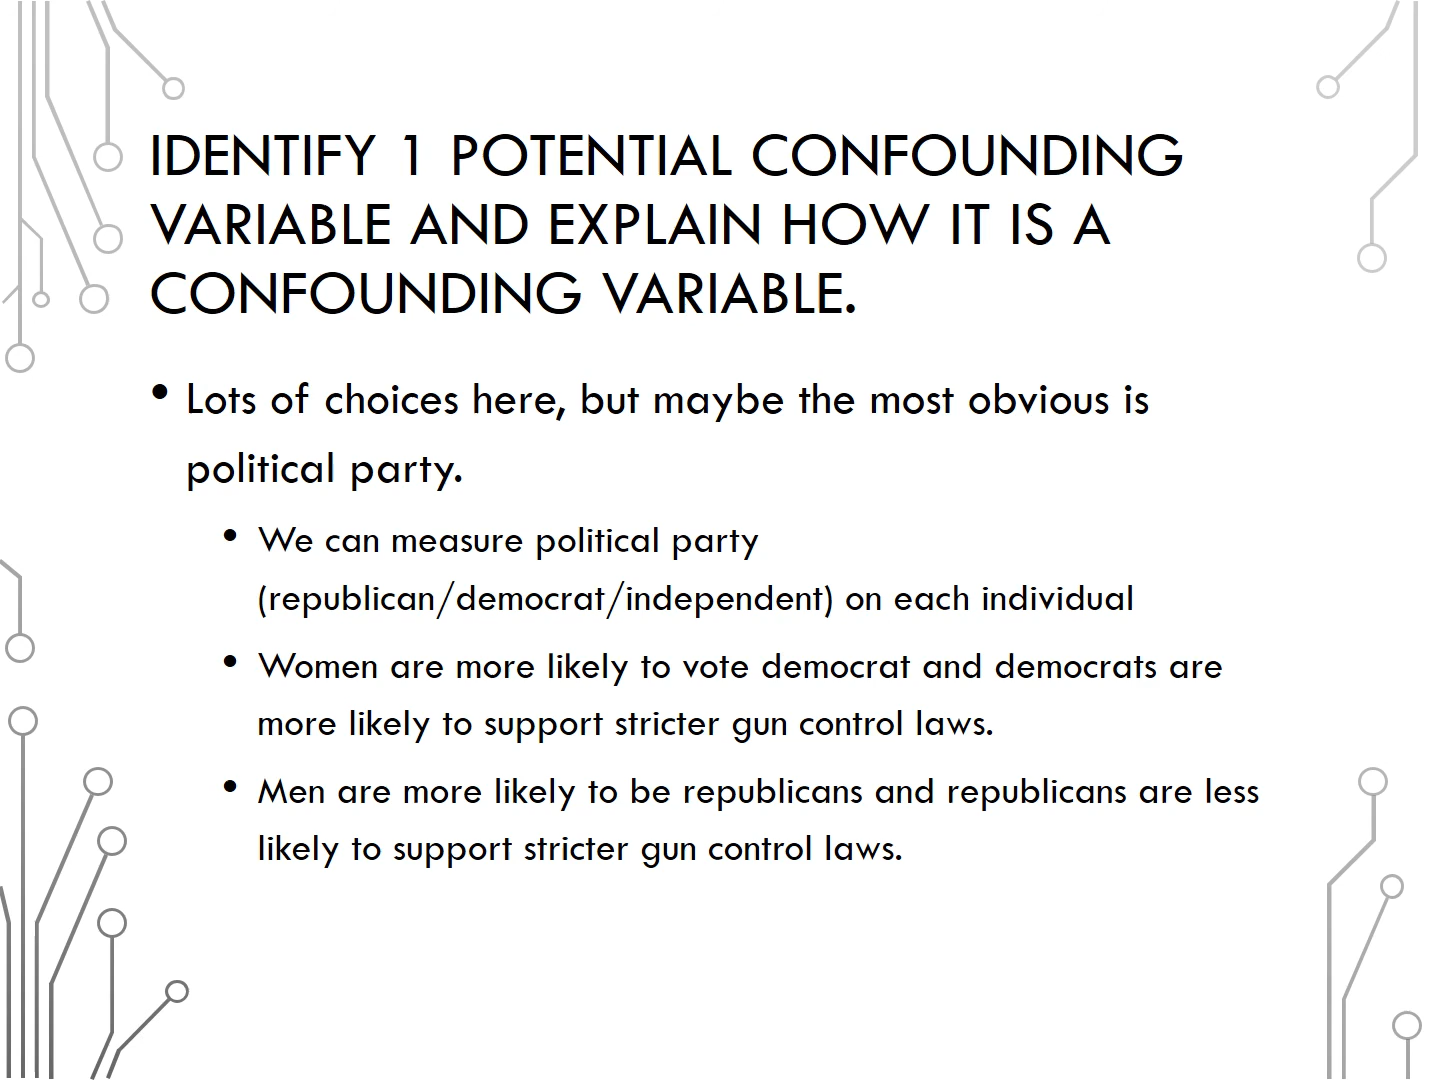 IDENTIFY 1 POTENTIAL CONFOUNDING
VARIABLE AND EXPLAIN HOW IT IS A
CONFOUNDING VARIABLE.
• Lots of choices here, but maybe the most obvious is
political party.
• We can measure political party
(republican/democrat/independent) on each individual
• Women are more likely to vote democrat and democrats are
more likely to support stricter gun control laws.
• Men are more likely to be republicans and republicans are less
likely to support stricter gun control laws.